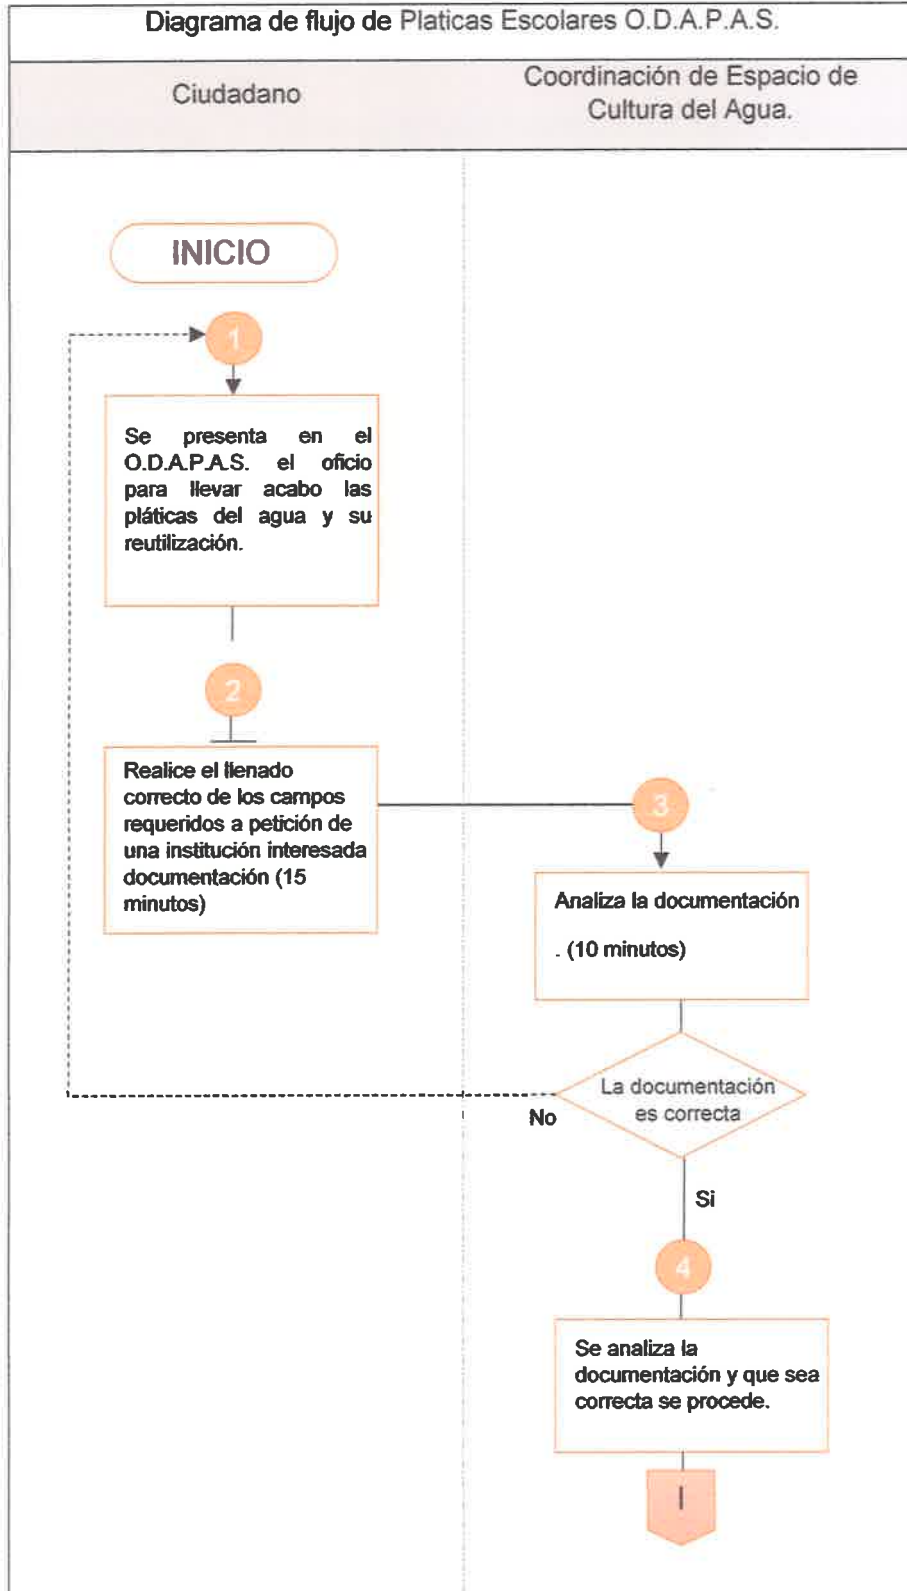 Diagrama de flujo de Platicas Escolares O.D.A.P.A.S.
Ciudadano
Coordinación de Espacio de
Cultura del Agua.
INICIO
1
Se presenta en el
O.D.A.P.A.S. el oficio
para llevar acabo las
pláticas del agua y su
reutilización.
2
Realice el llenado
correcto de los campos
requeridos a petición de
una institución interesada
documentación (15
minutos)
3
Analiza la documentación
. (10 minutos)
La documentación
es correcta
No
Si
4
Se analiza la
documentación y que sea
correcta se procede.
I